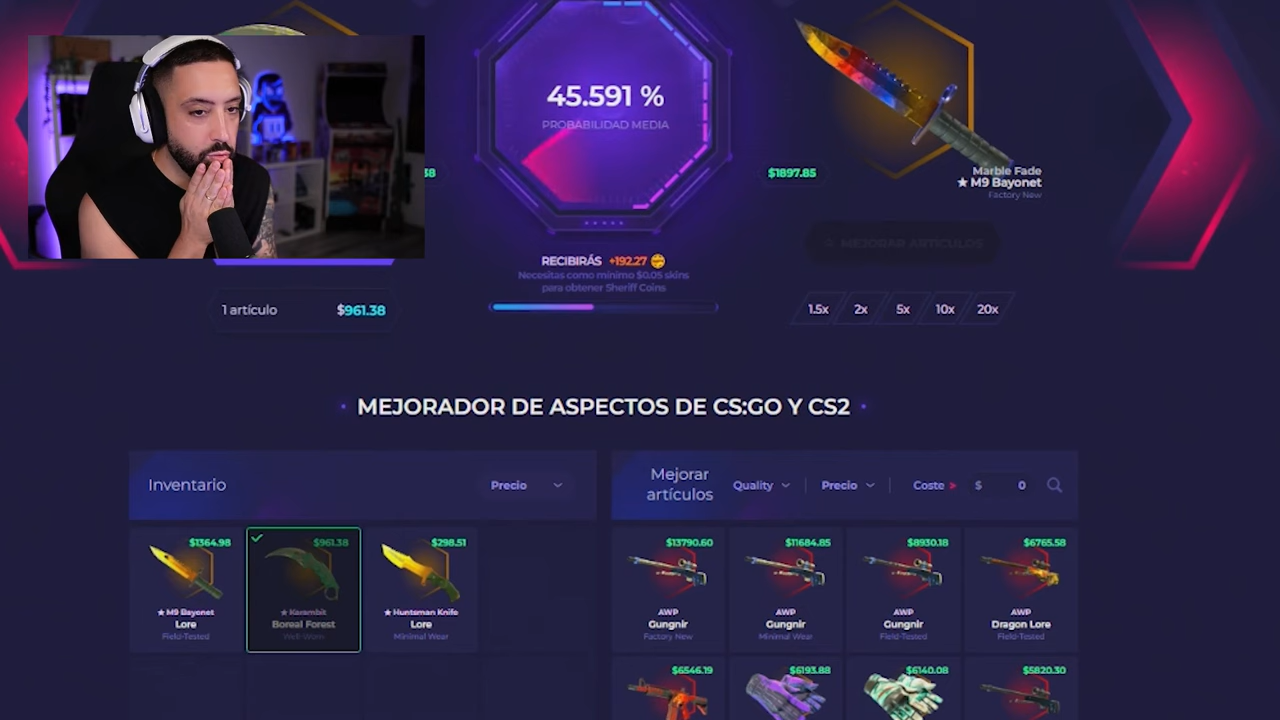 45.591 %
PROBABILIDAD MEDIA
38
$1897.85
Marble Fade
★ M9 Bayonet
Factory New
MEJORAR ARTÍCULOS
RECIBIRÁS +192.27
Necesitas como mínimo $0.05 skins
para obtener Sheriff Coins
1 artículo $961.38
1.5x 2x 5x 10x 20x
MEJORADOR DE ASPECTOS DE CS:GO Y CS2
Inventario
Precio
Mejorar
artículos
Quality
Precio
Coste > $ 0
$1364.98
★ M9 Bayonet
Lore
Field-Tested
$961.38
★ Karambit
Boreal Forest
Well-Worn
$298.51
★ Huntsman Knife
Lore
Minimal Wear
$13790.60
AWP
Gungnir
Factory New
$11684.85
AWP
Gungnir
Minimal Wear
$8930.18
AWP
Gungnir
Field-Tested
$6765.58
AWP
Dragon Lore
Field-Tested
$6546.19
$6193.88
$6140.08
$5820.30